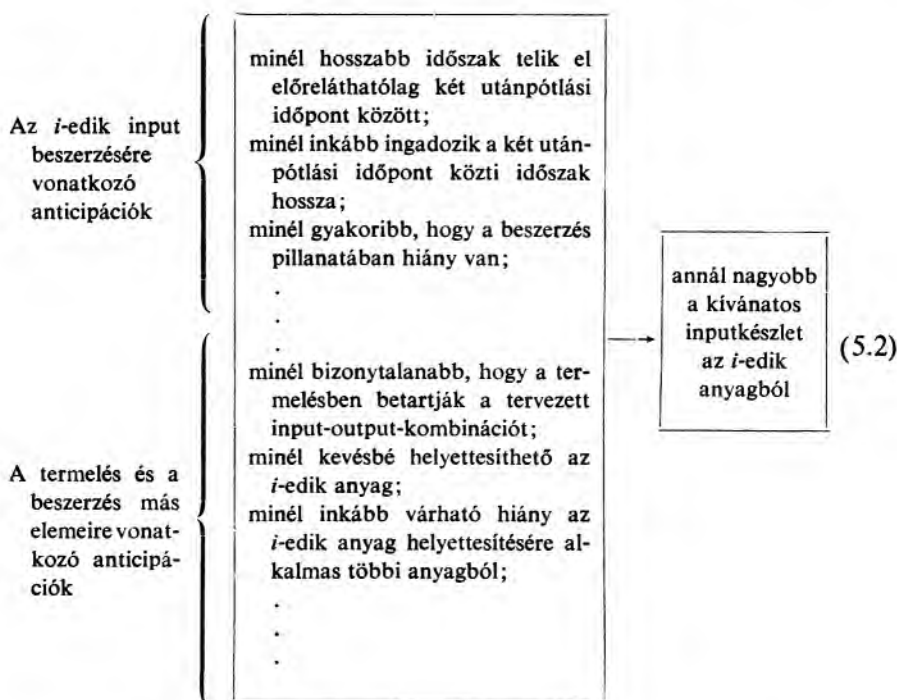 Az i-edik input
beszerzésére
vonatkozó
anticipációk
minél hosszabb időszak telik el
előreláthatólag két utánpótlási
időpont között;
minél inkább ingadozik a két után-
pótlási időpont közti időszak
hossza;
minél gyakoribb, hogy a beszerzés
pillanatában hiány van;
.
.
.
A termelés és a
beszerzés más
elemeire vonat-
kozó anticipá-
ciók
minél bizonytalanabb, hogy a ter-
melésben betartják a tervezett
input-output-kombinációt;
minél kevésbé helyettesíthető az
i-edik anyag;
minél inkább várható hiány az
i-edik anyag helyettesítésére al-
kalmas többi anyagból;
.
.
.
annál nagyobb
a kívánatos
inputkészlet
az i-edik
anyagból
(5.2)